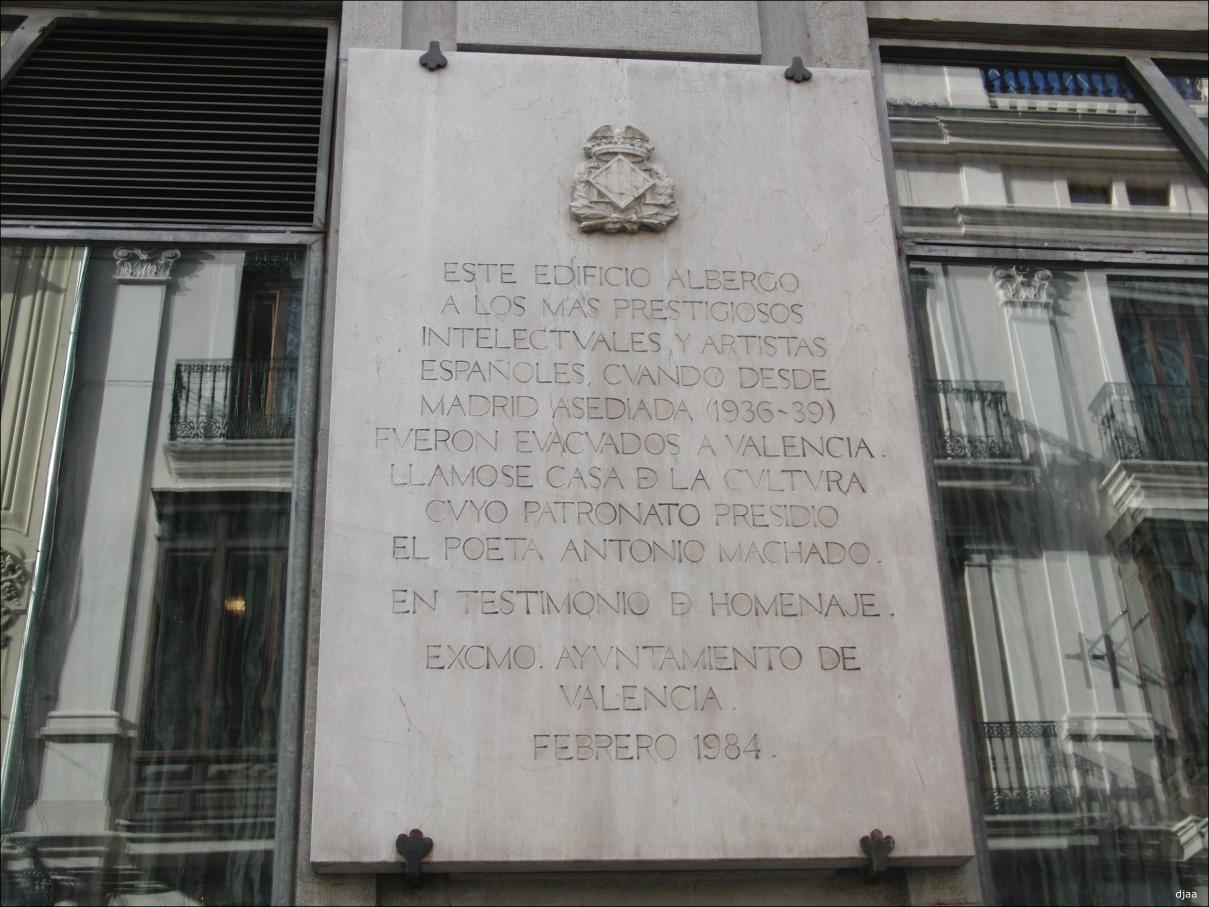 ESTE EDIFICIO ALBERGO
A LOS MAS PRESTIGIOSOS
INTELECTVALES Y ARTISTAS
ESPAÑOLES, CVANDO DESDE
MADRID ASEDIADA (1936~39)
FVERON EVACVADOS A VALENCIA.
LLAMOSE CASA D LA CVLTVRA
CVYO PATRONATO PRESIDIO
EL POETA ANTONIO MACHADO.
EN TESTIMONIO D HOMENAJE.
EXCMO. AYVNTAMIENTO DE
VALENCIA.
FEBRERO 1984.
djaa